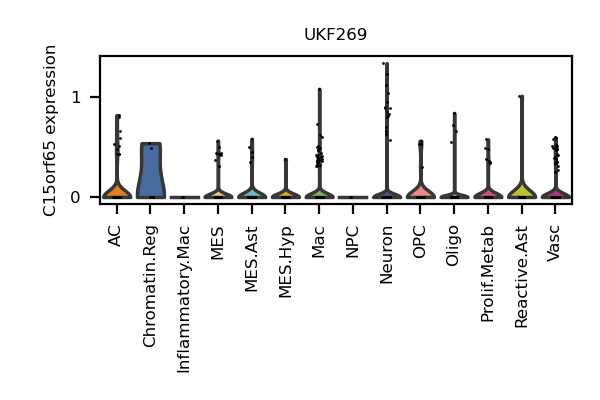 UKF269
C15orf65 expression
1
0
AC
Chromatin.Reg
Inflammatory.Mac
MES
MES.Ast
MES.Hyp
Mac
NPC
Neuron
OPC
Oligo
Prolif.Metab
Reactive.Ast
Vasc